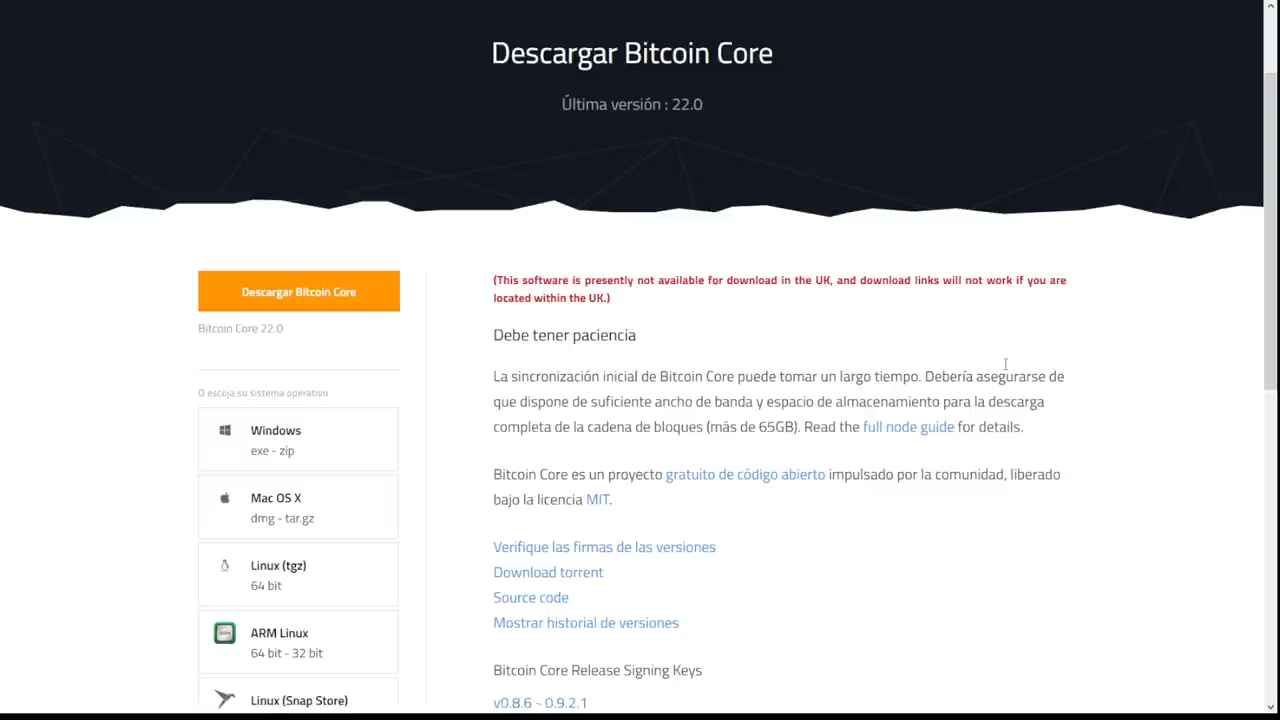 Descargar Bitcoin Core
Última versión : 22.0
Descargar Bitcoin Core
Bitcoin Core 22.0
O escoja su sistema operativo
Windows
exe - zip
Mac OS X
dmg - tar.gz
Linux (tgz)
64 bit
ARM Linux
64 bit - 32 bit
Linux (Snap Store)
(This software is presently not available for download in the UK, and download links will not work if you are
located within the UK.)
Debe tener paciencia
La sincronización inicial de Bitcoin Core puede tomar un largo tiempo. Debería asegurarse de
que dispone de suficiente ancho de banda y espacio de almacenamiento para la descarga
completa de la cadena de bloques (más de 65GB). Read the full node guide for details.
Bitcoin Core es un proyecto gratuito de código abierto impulsado por la comunidad, liberado
bajo la licencia MIT.
Verifique las firmas de las versiones
Download torrent
Source code
Mostrar historial de versiones
Bitcoin Core Release Signing Keys
v0.8.6 - 0.9.2.1